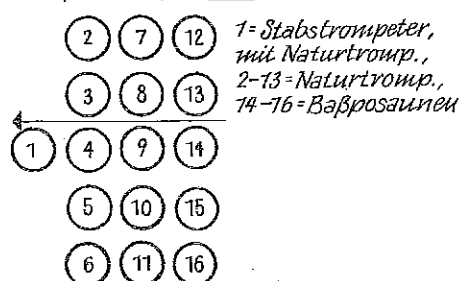 2 7 12 1=Stabstrompeter,
mit Naturtromp.,
3 8 13 2-13=Naturtromp.,
14-16=Baßposaunen
1 4 9 14
5 10 15
6 11 16